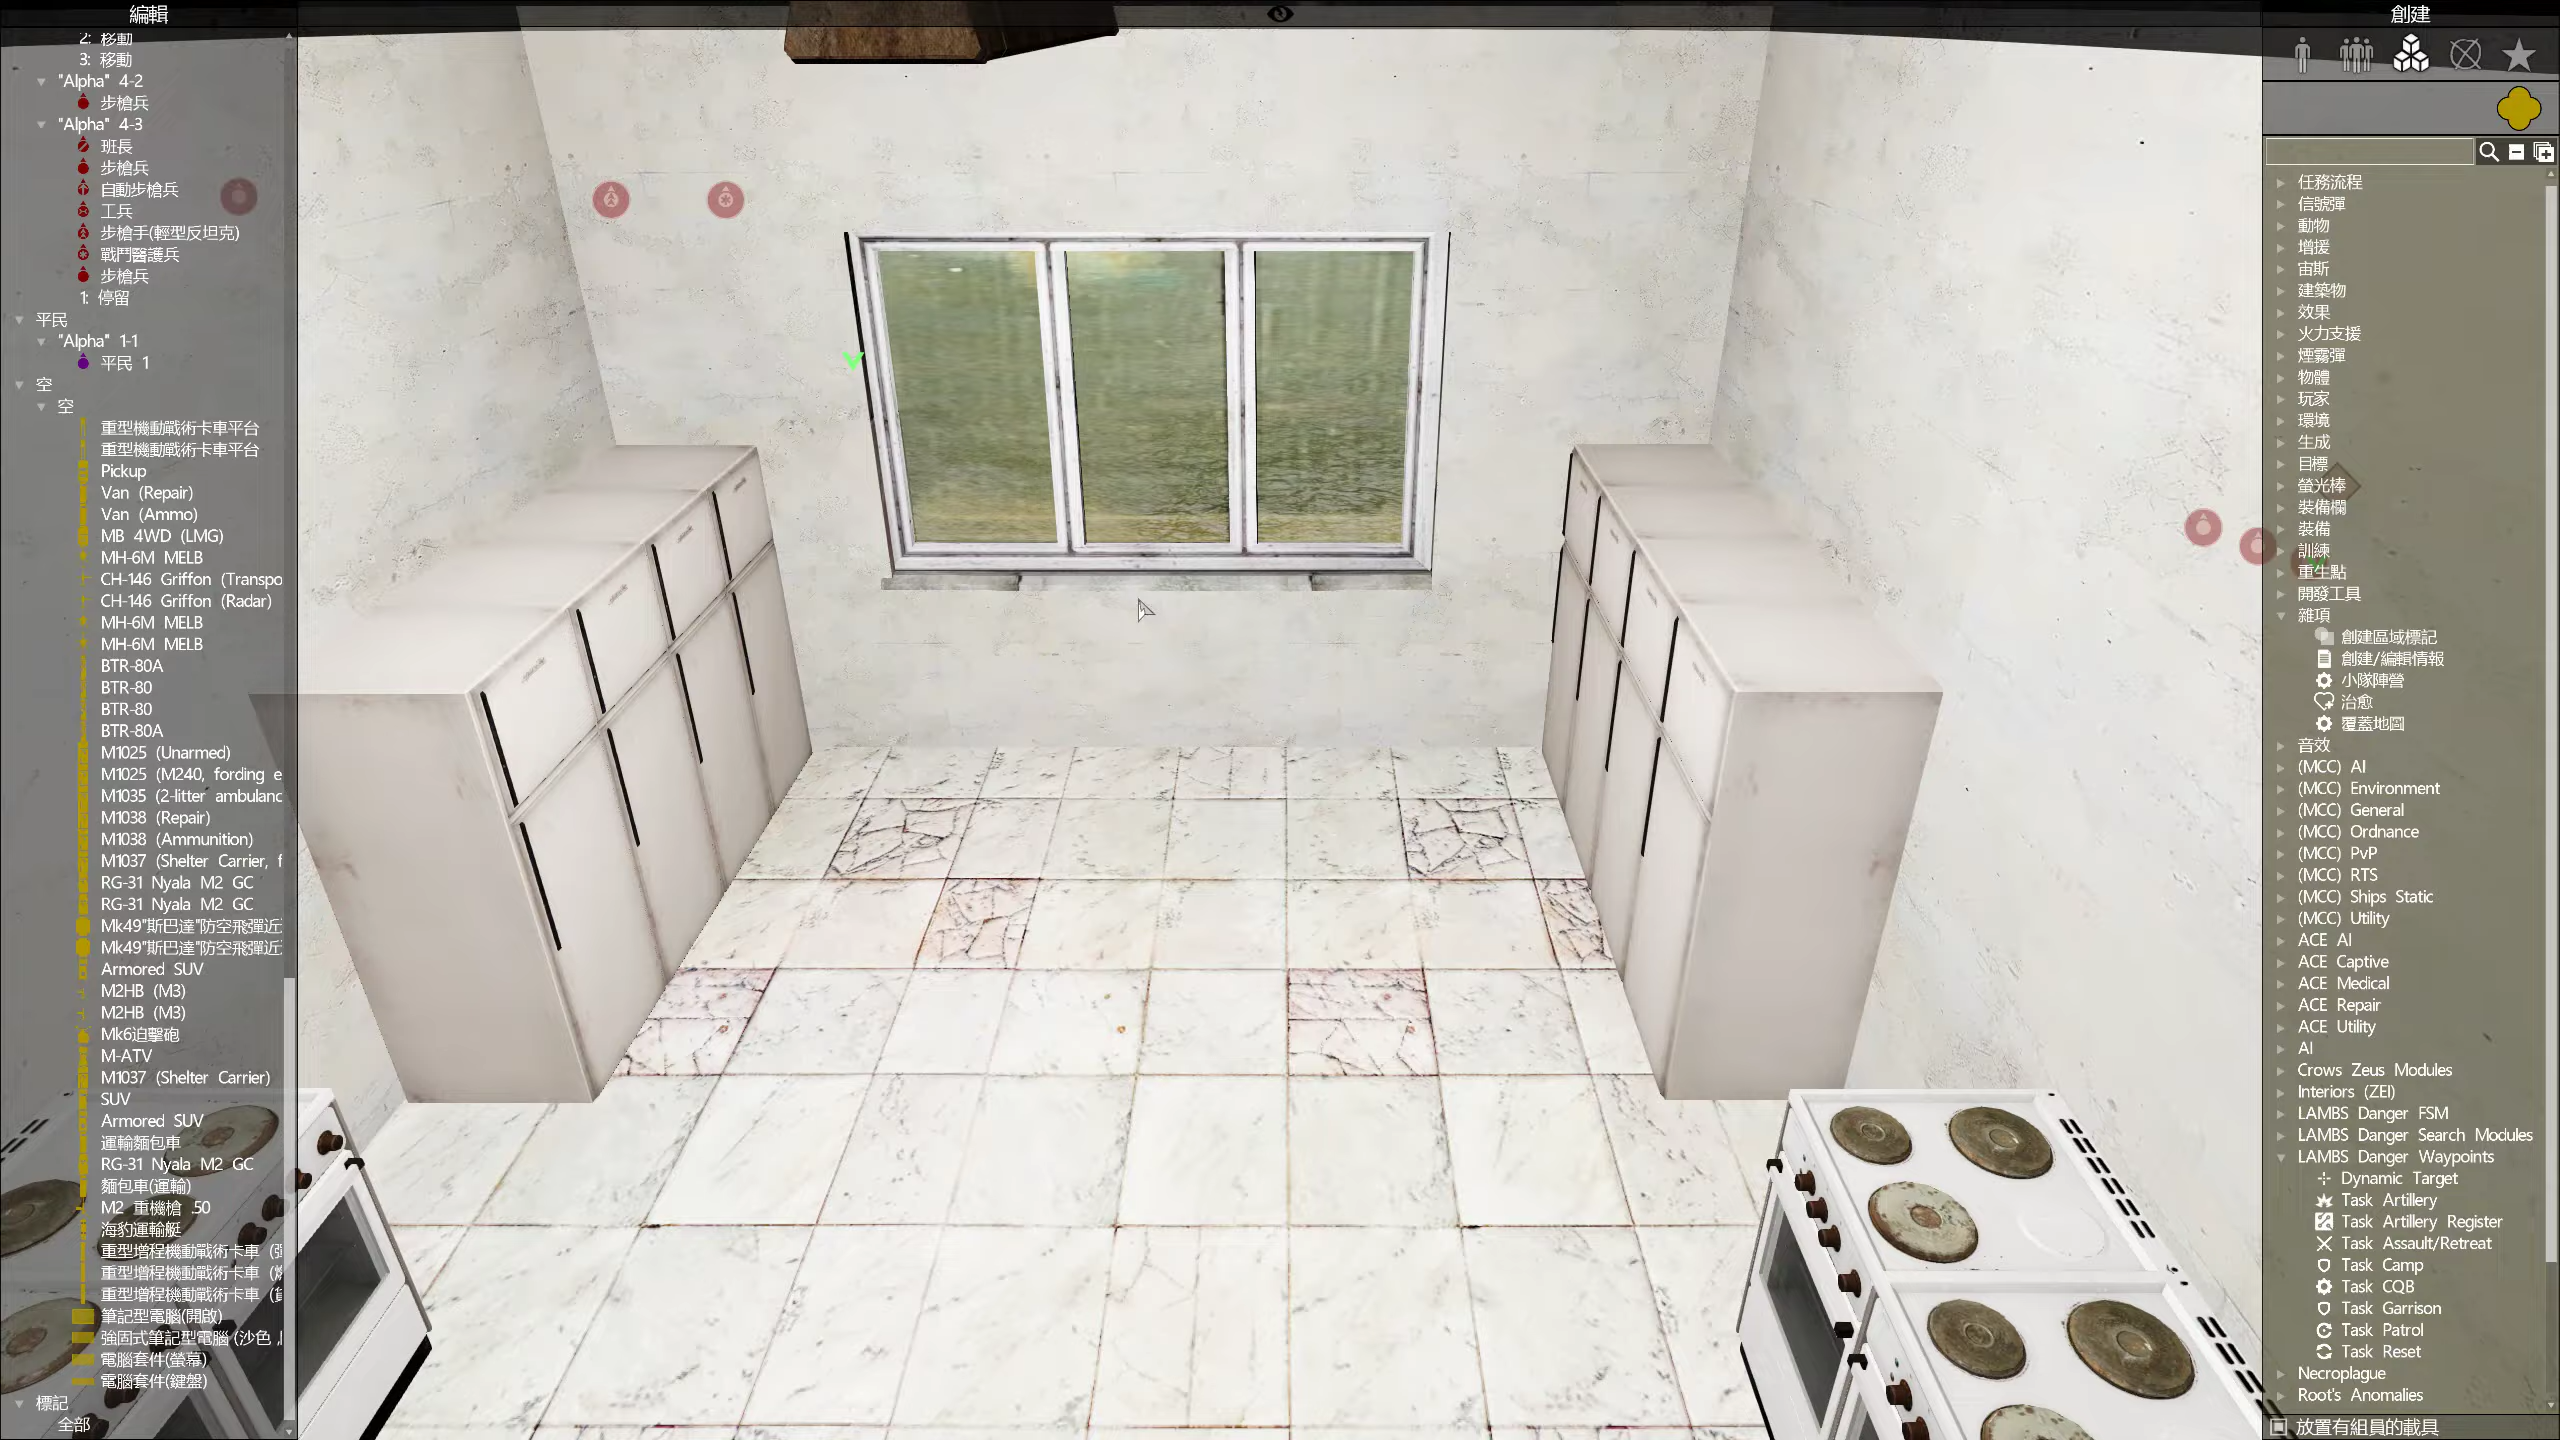 編輯
2: 移動
3: 移動
"Alpha" 4-2
步槍兵
"Alpha" 4-3
班長
步槍兵
自動步槍兵
工兵
步槍手(輕型反坦克)
戰鬥醫護兵
步槍兵
1: 停留
平民
"Alpha" 1-1
平民 1
空
空
重型機動戰術卡車平台
重型機動戰術卡車平台
Pickup
Van (Repair)
Van (Ammo)
MB 4WD (LMG)
MH-6M MELB
CH-146 Griffon (Transpo
CH-146 Griffon (Radar)
MH-6M MELB
MH-6M MELB
BTR-80A
BTR-80
BTR-80
BTR-80A
M1025 (Unarmed)
M1025 (M240, fording e
M1035 (2-litter ambulanc
M1038 (Repair)
M1038 (Ammunition)
M1037 (Shelter Carrier, f
RG-31 Nyala M2 GC
RG-31 Nyala M2 GC
Mk49"斯巴達"防空飛彈近
Mk49"斯巴達"防空飛彈近
Armored SUV
M2HB (M3)
M2HB (M3)
Mk6迫擊砲
M-ATV
M1037 (Shelter Carrier)
SUV
Armored SUV
運輸麵包車
RG-31 Nyala M2 GC
麵包車(運輸)
M2 重機槍 .50
海豹運輸艇
重型增程機動戰術卡車 (
重型增程機動戰術卡車 (
重型增程機動戰術卡車 (
筆記型電腦(開啟)
強固式筆記型電腦 (沙色 ,
電腦套件(螢幕)
電腦套件(鍵盤)
標記
全部
創建
任務流程
信號彈
動物
增援
宙斯
建築物
效果
火力支援
煙霧彈
物體
玩家
環境
生成
目標
螢光棒
裝備欄
裝備
訓練
重生點
開發工具
雜項
創建區域標記
創建/編輯情報
小隊陣營
治愈
覆蓋地圖
音效
(MCC) AI
(MCC) Environment
(MCC) General
(MCC) Ordnance
(MCC) PvP
(MCC) RTS
(MCC) Ships Static
(MCC) Utility
ACE AI
ACE Captive
ACE Medical
ACE Repair
ACE Utility
AI
Crows Zeus Modules
Interiors (ZEI)
LAMBS Danger FSM
LAMBS Danger Search Modules
LAMBS Danger Waypoints
Dynamic Target
Task Artillery
Task Artillery Register
Task Assault/Retreat
Task Camp
Task CQB
Task Garrison
Task Patrol
Task Reset
Necroplague
Root's Anomalies
放置有組員的載具